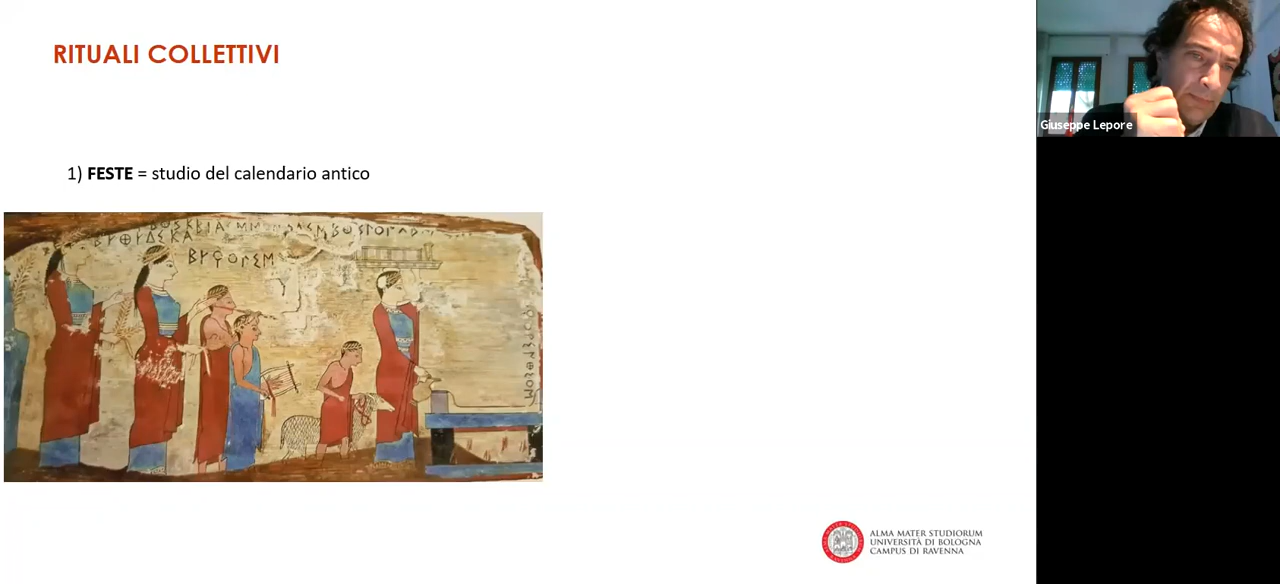 RITUALI COLLETTIVI
Giuseppe Lepore
1) FESTE = studio del calendario antico
ALMA MATER STUDIORUM
UNIVERSITÀ DI BOLOGNA
CAMPUS DI RAVENNA